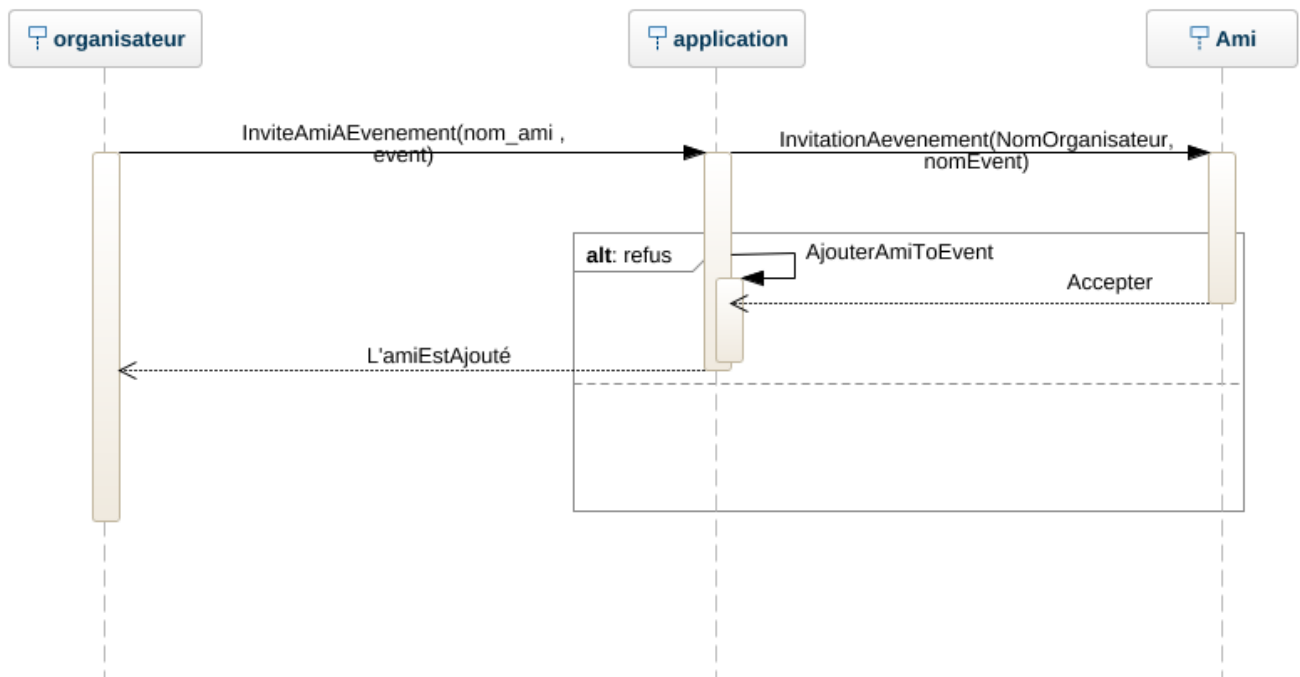 organisateur
application
Ami
InviteAmiAEvenement(nom_ami ,
event)
InvitationAevenement(NomOrganisateur,
nomEvent)
alt: refus
AjouterAmiToEvent
Accepter
L'amiEstAjouté